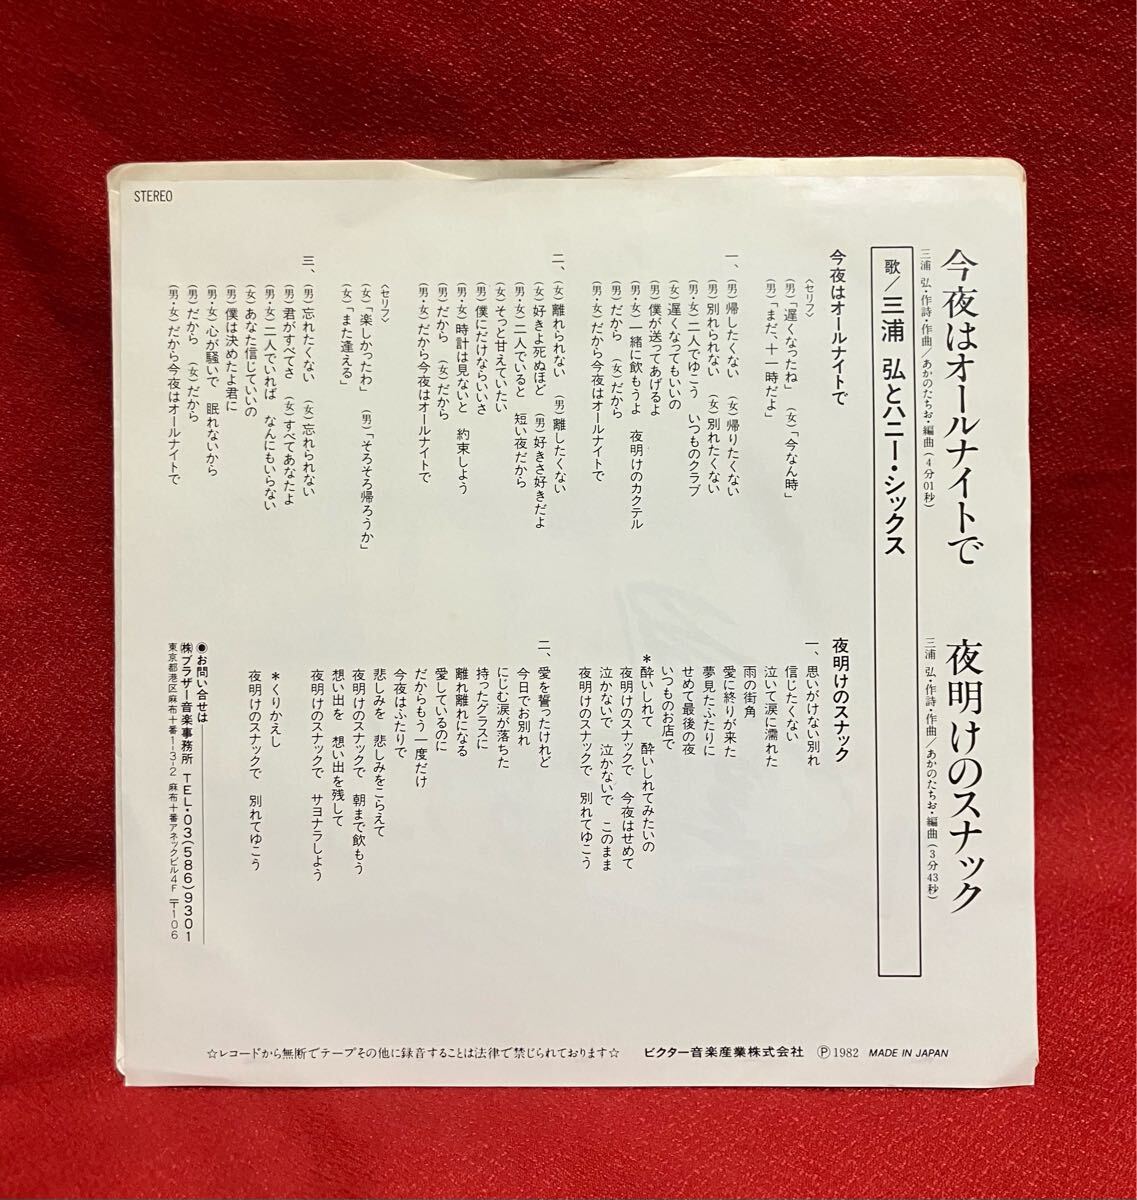 STEREO
今夜はオールナイトで
三浦 弘・作詩・作曲/あかのたちお・編曲(4分01秒)
夜明けのスナック
三浦 弘・作詩・作曲/あかのたちお・編曲(3分43秒)
歌/三浦 弘とハニー・シックス
今夜はオールナイトで
〈セリフ〉
(男)「遅くなったね」 (女)「今なん時」
(男)「まだ、十一時だよ」
一、(男)帰したくない (女)帰りたくない
(男)別れられない (女)別れたくない
(男・女)二人でゆこう いつものクラブ
(女)遅くなってもいいの
(男)僕が送ってあげるよ
(男・女)一緒に飲もうよ 夜明けのカクテル
(男)だから (女)だから
(男・女)だから今夜はオールナイトで
二、(女)離れられない (男)離したくない
(女)好きよ死ぬほど (男)好きさ好きだよ
(男・女)二人でいると 短い夜だから
(女)そっと甘えていたい
(男)僕にだけならいいさ
(男・女)時計は見ないと 約束しよう
(男)だから (女)だから
(男・女)だから今夜はオールナイトで
〈セリフ〉
(女)「楽しかったわ」 (男)「そろそろ帰ろうか」
(女)「また逢える」
三、(男)忘れたくない (女)忘れられない
(男)君がすべてさ (女)すべてあなたよ
(男・女)二人でいれば なんにもいらない
(女)あなた信じていいの
(男)僕は決めたよ君に
(男・女)心が騒いで 眠れないから
(男)だから (女)だから
(男・女)だから今夜はオールナイトで
夜明けのスナック
一、思いがけない別れ
信じたくない
泣いて涙に濡れた
雨の街角
愛に終りが来た
夢見たふたりに
せめて最後の夜
いつものお店で
*酔いしれて 酔いしれてみたいの
夜明けのスナックで 今夜はせめて
泣かないで 泣かないで このまま
夜明けのスナックで 別れてゆこう
二、愛を誓ったけれど
今日でお別れ
にじむ涙が落ちた
持ったグラスに
離れ離れになる
愛しているのに
だからもう一度だけ
今夜はふたりで
悲しみを 悲しみをこらえて
夜明けのスナックで 朝まで飲もう
想い出を 想い出を残して
夜明けのスナックで サヨナラしよう
*くりかえし
夜明けのスナックで 別れてゆこう
◉お問い合せは
㈱ブラザー音楽事務所 TEL・03(586)9301
東京都港区麻布十番1-3-2 麻布十番アネックビル4F 〒106
☆レコードから無断でテープその他に録音することは法律で禁じられております☆ ビクター音楽産業株式会社 Ⓟ1982 MADE IN JAPAN